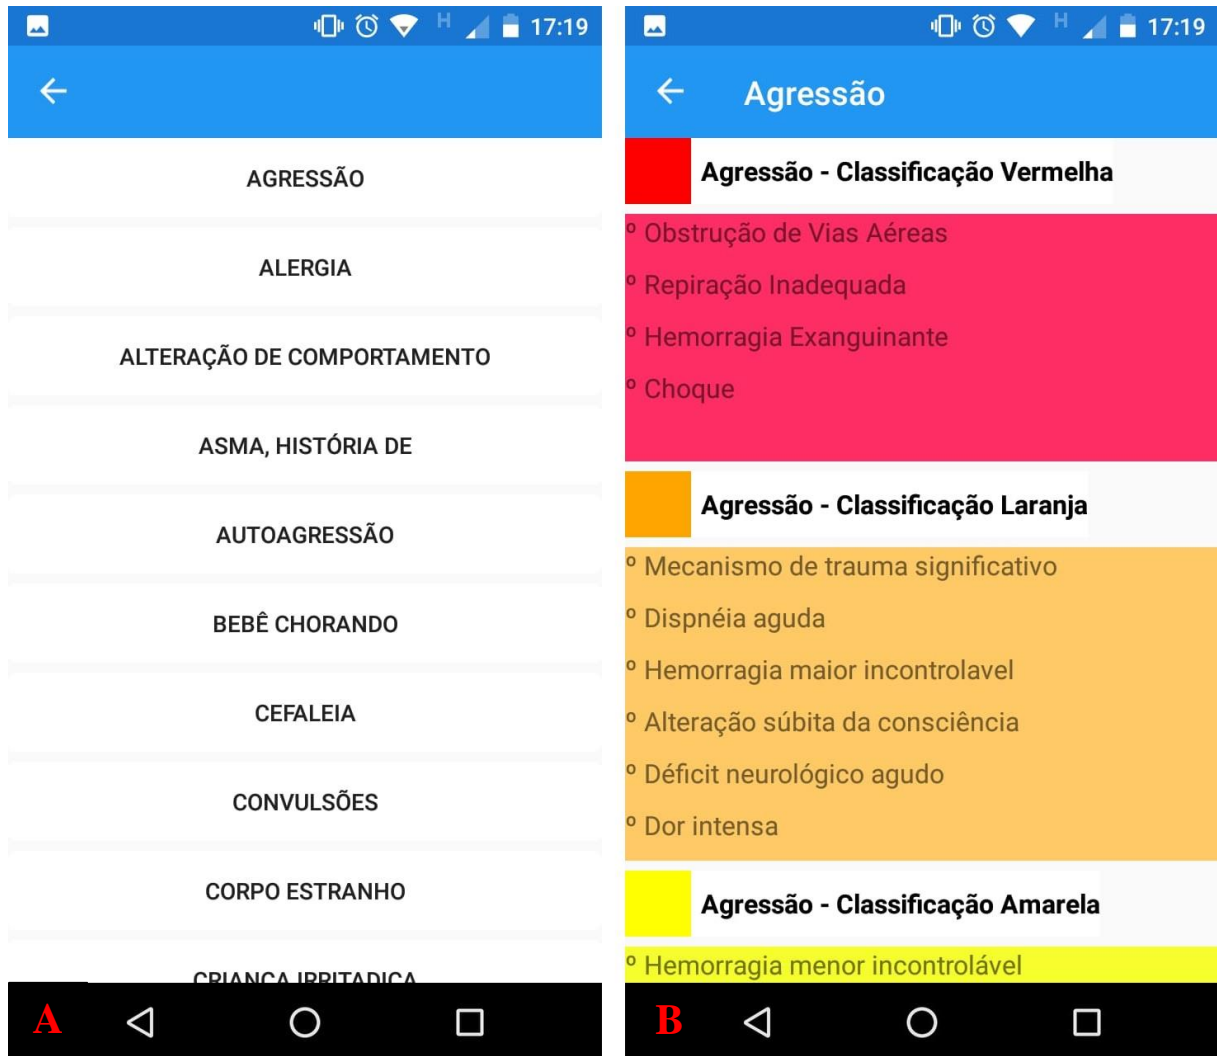 H 17:19
AGRESSÃO
ALERGIA
ALTERAÇÃO DE COMPORTAMENTO
ASMA, HISTÓRIA DE
AUTOAGRESSÃO
BEBÊ CHORANDO
CEFALEIA
CONVULSÕES
CORPO ESTRANHO
CRIANÇA IRRITADIÇA
A
H 17:19
Agressão
Agressão - Classificação Vermelha
º Obstrução de Vias Aéreas
º Repiração Inadequada
º Hemorragia Exanguinante
º Choque
Agressão - Classificação Laranja
º Mecanismo de trauma significativo
º Dispnéia aguda
º Hemorragia maior incontrolavel
º Alteração súbita da consciência
º Déficit neurológico agudo
º Dor intensa
Agressão - Classificação Amarela
º Hemorragia menor incontrolável
B